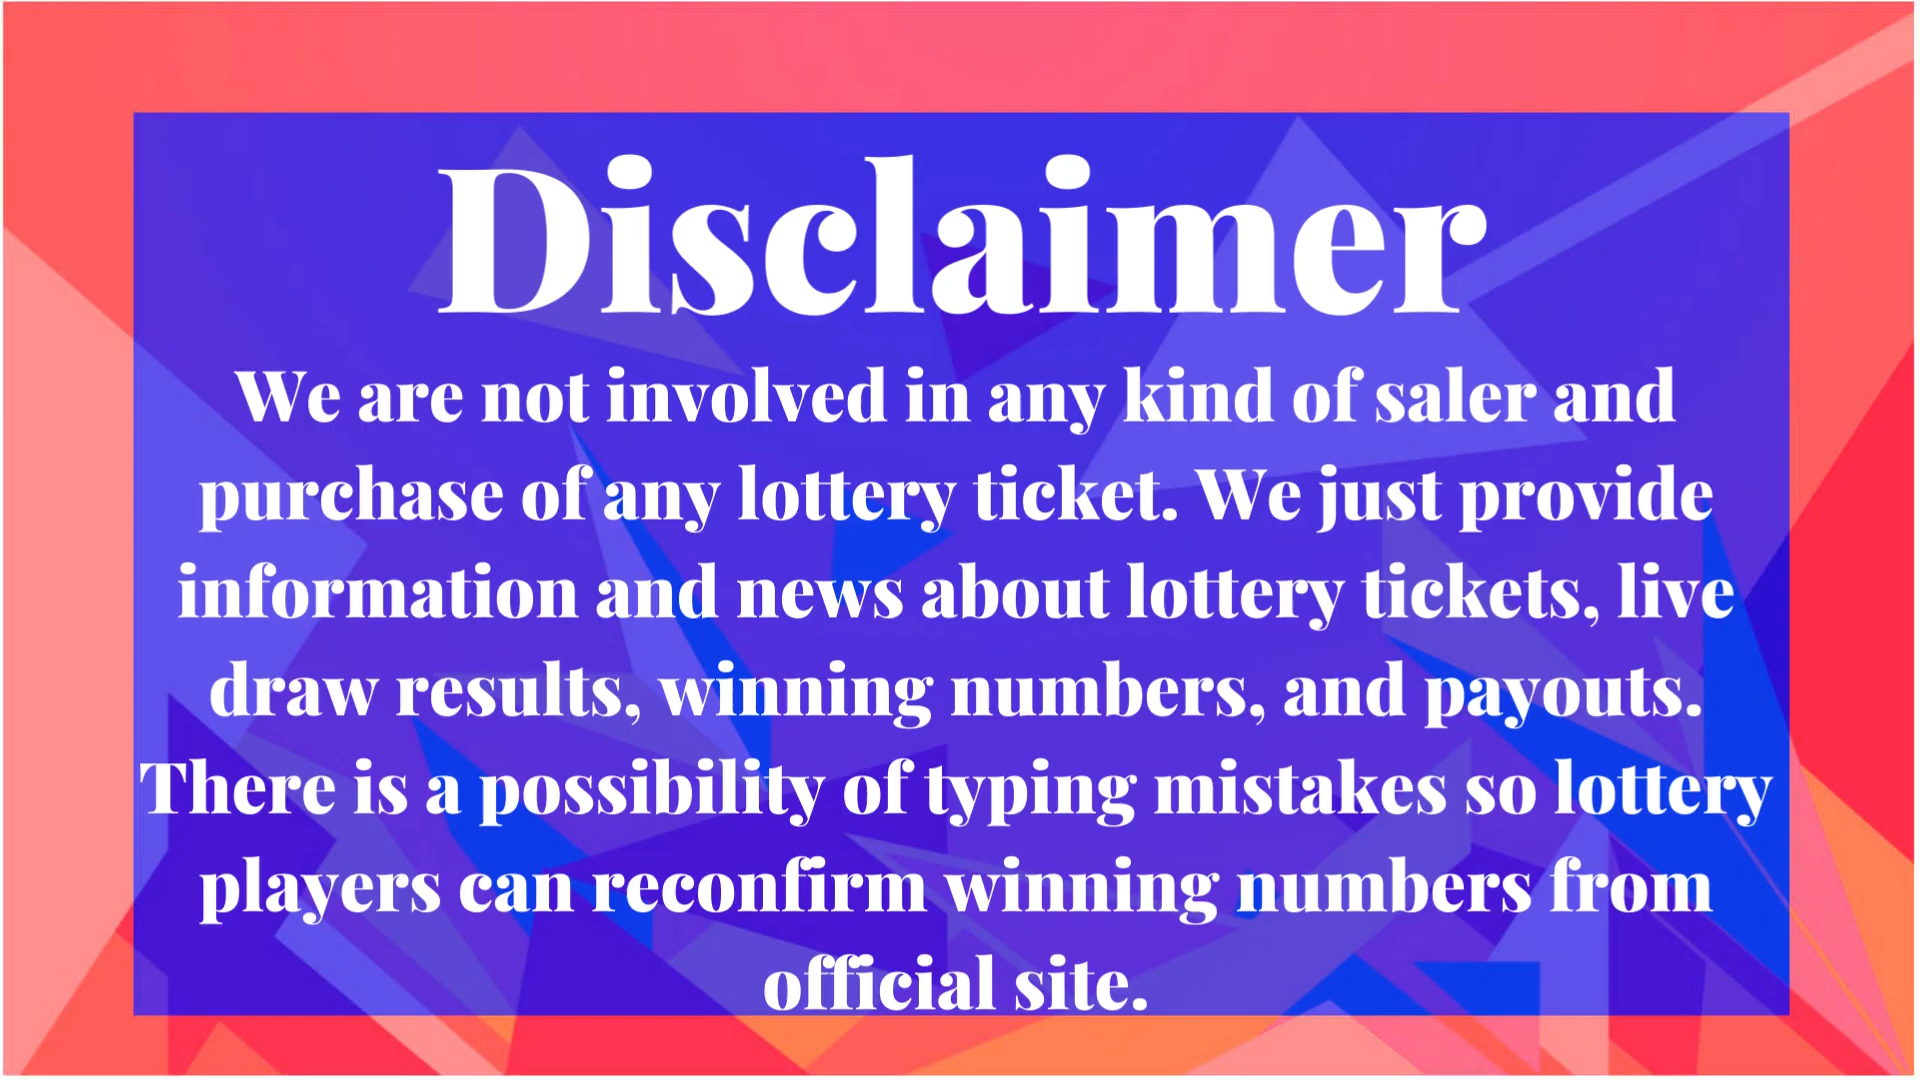 Disclaimer
We are not involved in any kind of saler and
purchase of any lottery ticket. We just provide
information and news about lottery tickets, live
draw results, winning numbers, and payouts.
There is a possibility of typing mistakes so lottery
players can reconfirm winning numbers from
official site.